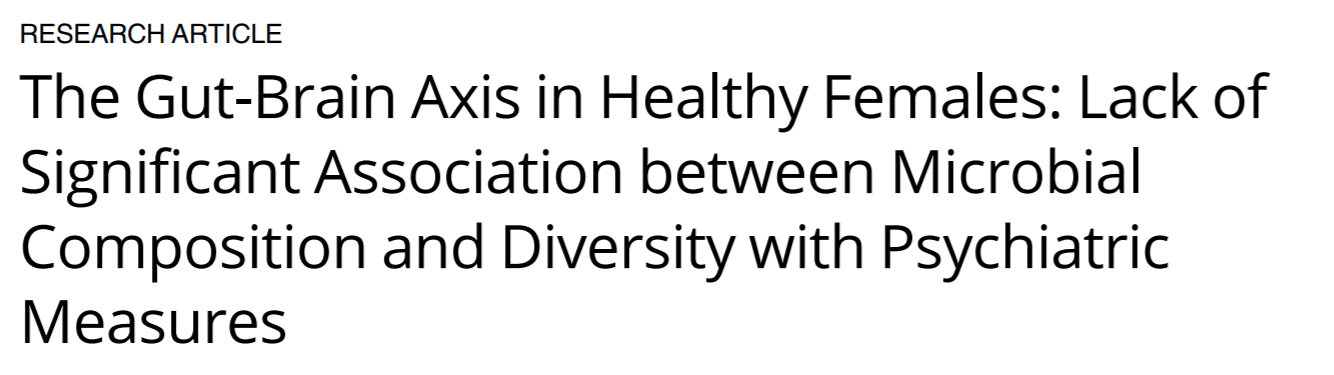 RESEARCH ARTICLE
The Gut-Brain Axis in Healthy Females: Lack of
Significant Association between Microbial
Composition and Diversity with Psychiatric
Measures